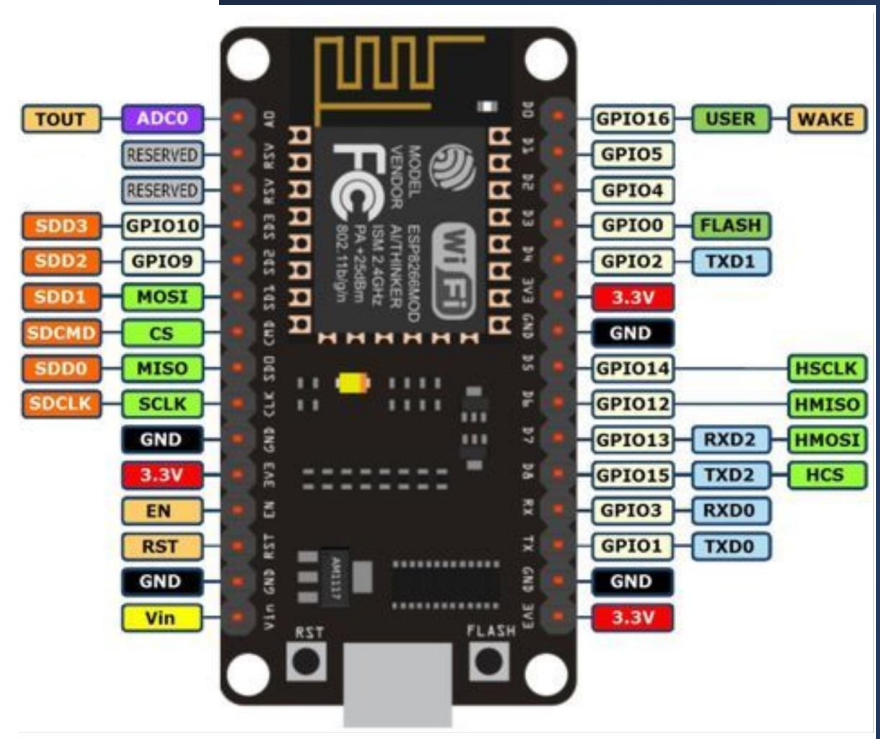 TOUT ADC0 A0 D0 GPIO16 USER WAKE
RESERVED RSV D1 GPIO5
RESERVED RSV D2 GPIO4
SDD3 GPIO10 SD3 D3 GPIO0 FLASH
SDD2 GPIO9 SD2 D4 GPIO2 TXD1
SDD1 MOSI SD1 3V3 3.3V
SDCMD CS CMD GND GND
SDD0 MISO SD0 D5 GPIO14 HSCLK
SDCLK SCLK CLK D6 GPIO12 HMISO
GND GND D7 GPIO13 RXD2 HMOSI
3.3V 3V3 D8 GPIO15 TXD2 HCS
EN EN RX GPIO3 RXD0
RST RST TX GPIO1 TXD0
GND GND GND GND
Vin Vin 3V3 3.3V
MODEL ESP8266MOD
VENDOR AI/THINKER
ISM 2.4GHz
PA +25dBm
802.11b/g/n
FC
WiFi
AM1117
RST
FLASH